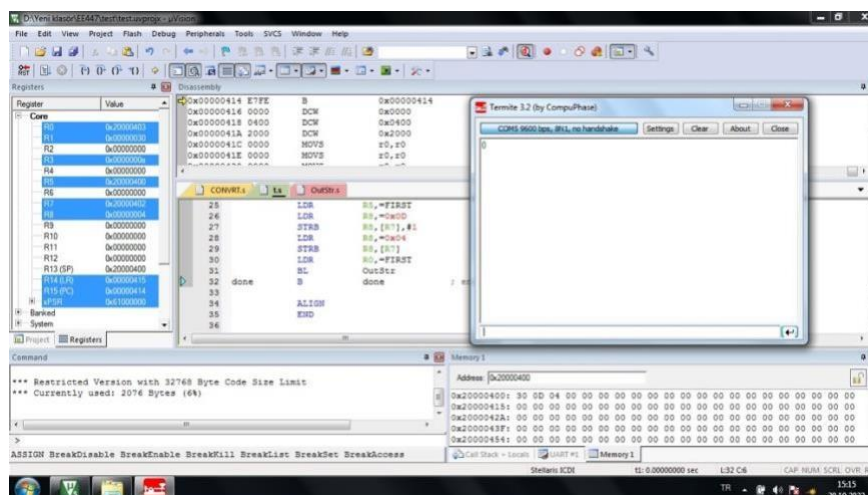 D:\Yeni klasör\EE447\test\test.uvprojx - µVision
File Edit View Project Flash Debug Peripherals Tools SVCS Window Help
Registers
Register Value
Core
R0 0x20000403
R1 0x00000030
R2 0x00000000
R3 0x0000000a
R4 0x00000000
R5 0x20000400
R6 0x00000000
R7 0x20000402
R8 0x00000004
R9 0x00000000
R10 0x00000000
R11 0x00000000
R12 0x00000000
R13 (SP) 0x20000400
R14 (LR) 0x00000415
R15 (PC) 0x00000414
xPSR 0x61000000
Banked
System
Project Registers
Disassembly
0x00000414 E7FE B 0x00000414
0x00000416 0000 DCW 0x0000
0x00000418 0400 DCW 0x0400
0x0000041A 2000 DCW 0x2000
0x0000041C 0000 MOVS r0,r0
0x0000041E 0000 MOVS r0,r0
CONVRT.s t.s OutStr.s
25 LDR R5,=FIRST
26 LDR R8,=0x0D
27 STRB R8,[R7],#1
28 LDR R8,=0x04
29 STRB R8,[R7]
30 LDR R0,=FIRST
31 BL OutStr
32 done B done
33
34 ALIGN
35 END
36
Termite 3.2 (by CompuPhase)
COM5 9600 bps, 8N1, no handshake Settings Clear About Close
0
Command
*** Restricted Version with 32768 Byte Code Size Limit
*** Currently used: 2076 Bytes (6%)
>
ASSIGN BreakDisable BreakEnable BreakKill BreakList BreakSet BreakAccess
Memory 1
Address: 0x20000400
0x20000400: 30 0D 04 00 00 00 00 00 00 00 00 00 00 00 00 00 00 00 00 00 00
0x20000415: 00 00 00 00 00 00 00 00 00 00 00 00 00 00 00 00 00 00 00 00 00
0x2000042A: 00 00 00 00 00 00 00 00 00 00 00 00 00 00 00 00 00 00 00 00 00
0x2000043F: 00 00 00 00 00 00 00 00 00 00 00 00 00 00 00 00 00 00 00 00 00
0x20000454: 00 00 00 00 00 00 00 00 00 00 00 00 00 00 00 00 00 00 00 00 00
Call Stack + Locals UART #1 Memory 1
Stellaris ICDI t1: 0.00000000 sec L:32 C:6 CAP NUM SCRL OVR R
TR 15:15